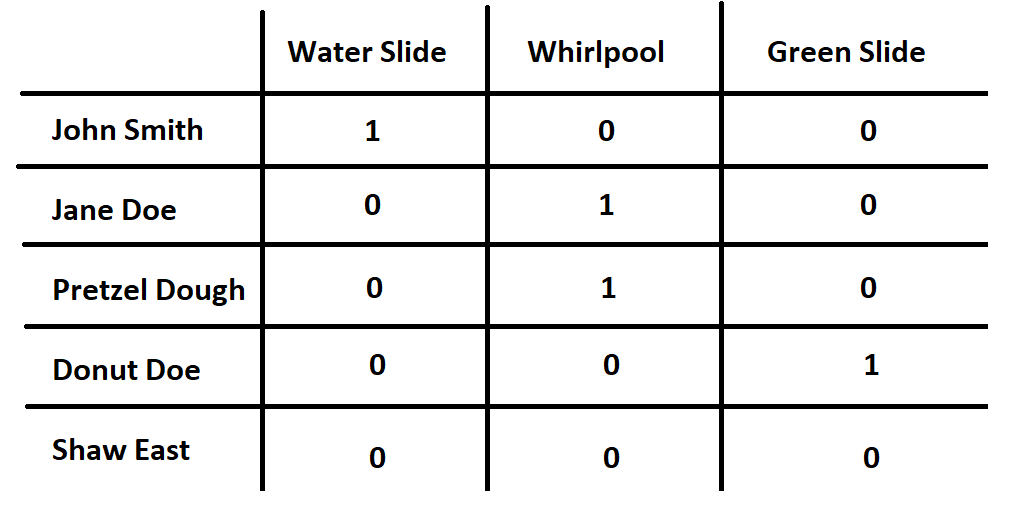 Water Slide Whirlpool Green Slide
John Smith 1 0 0
Jane Doe 0 1 0
Pretzel Dough 0 1 0
Donut Doe 0 0 1
Shaw East 0 0 0